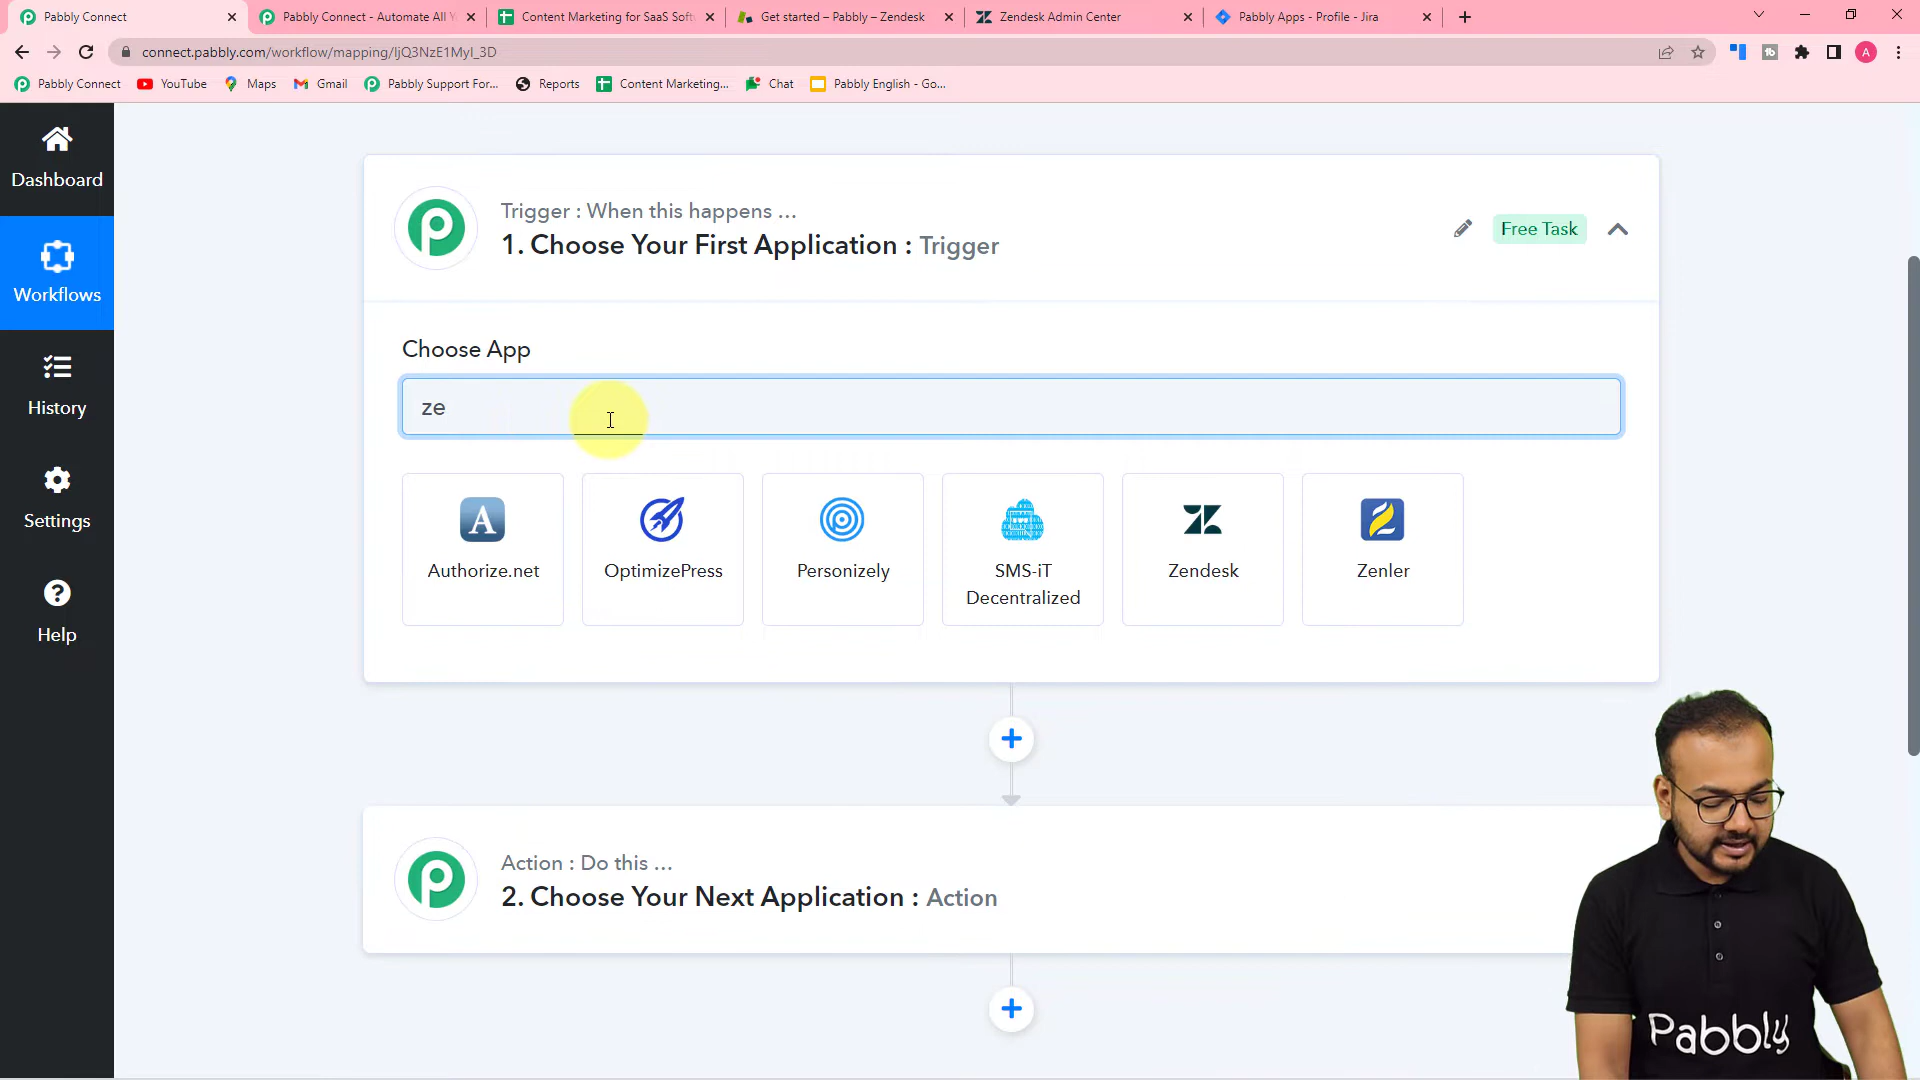 Pabbly Connect
Pabbly Connect - Automate All Y
Content Marketing for SaaS Soft
Get started – Pabbly – Zendesk
Zendesk Admin Center
Pabbly Apps - Profile - Jira
connect.pabbly.com/workflow/mapping/IjQ3NzE1MyI_3D
Pabbly Connect
YouTube
Maps
Gmail
Pabbly Support For...
Reports
Content Marketing...
Chat
Pabbly English - Go...
A
Dashboard
Workflows
History
Settings
Help
Trigger : When this happens ...
1. Choose Your First Application : Trigger
Free Task
Choose App
ze
Authorize.net
OptimizePress
Personizely
SMS-iT
Decentralized
Zendesk
Zenler
Action : Do this ...
2. Choose Your Next Application : Action
Pabbly